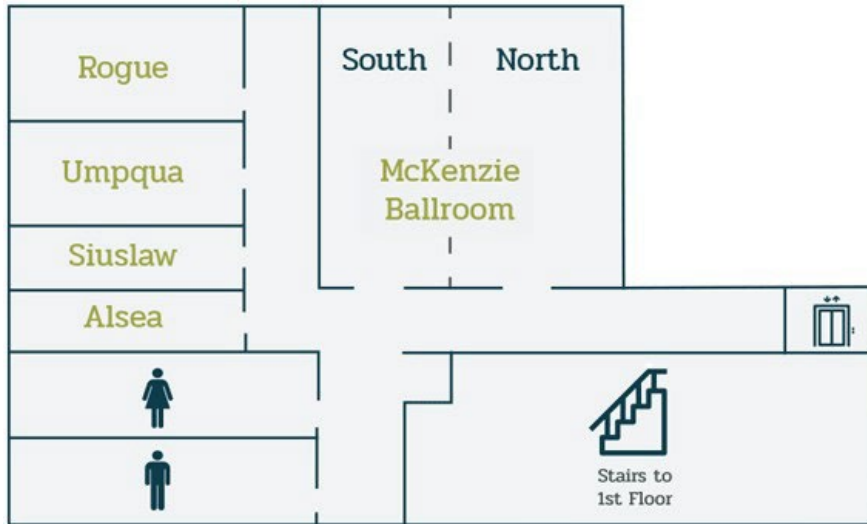 Rogue
South
North
Umpqua
McKenzie
Ballroom
Siuslaw
Alsea
Stairs to
1st Floor